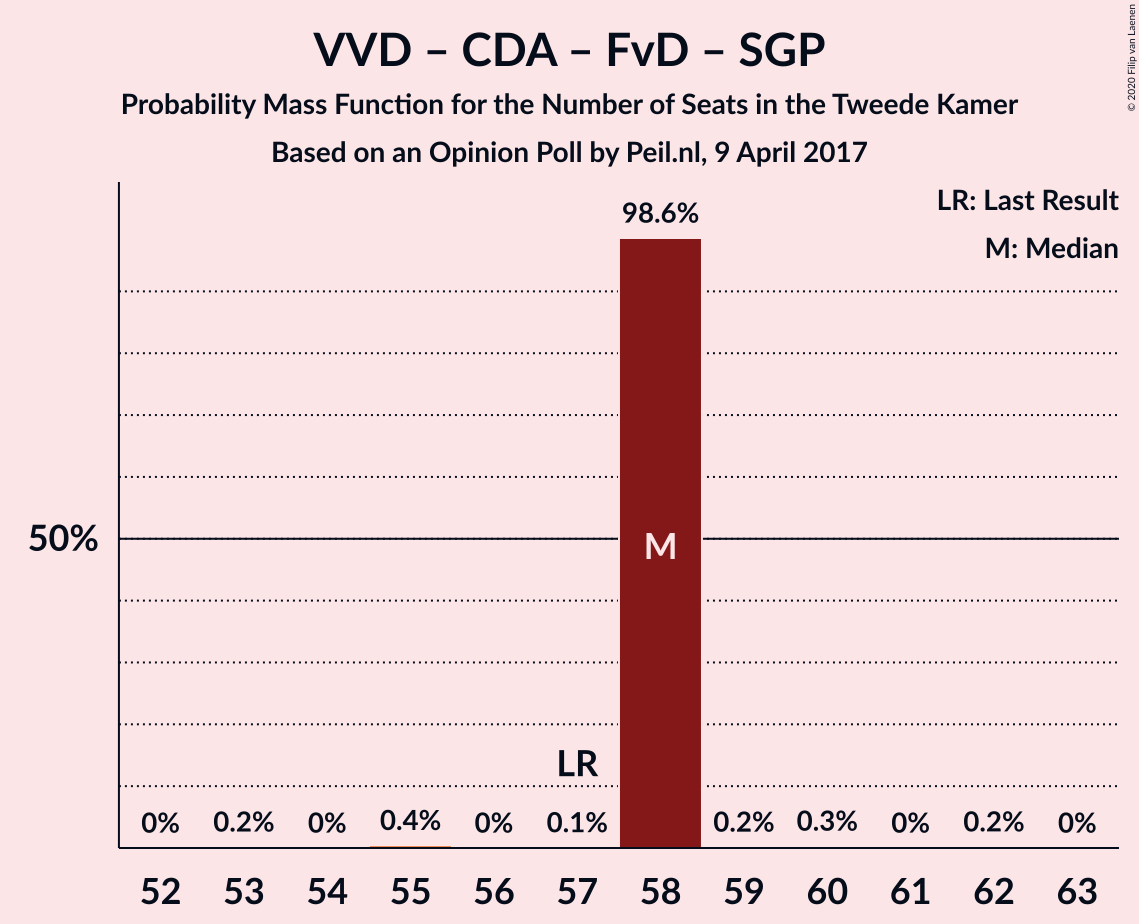 VVD – CDA – FvD – SGP
Probability Mass Function for the Number of Seats in the Tweede Kamer
Based on an Opinion Poll by Peil.nl, 9 April 2017
© 2020 Filip van Laenen
LR: Last Result
M: Median
98.6%
50%
M
LR
0% 0.2% 0% 0.4% 0% 0.1% 0.2% 0.3% 0% 0.2% 0%
52 53 54 55 56 57 58 59 60 61 62 63